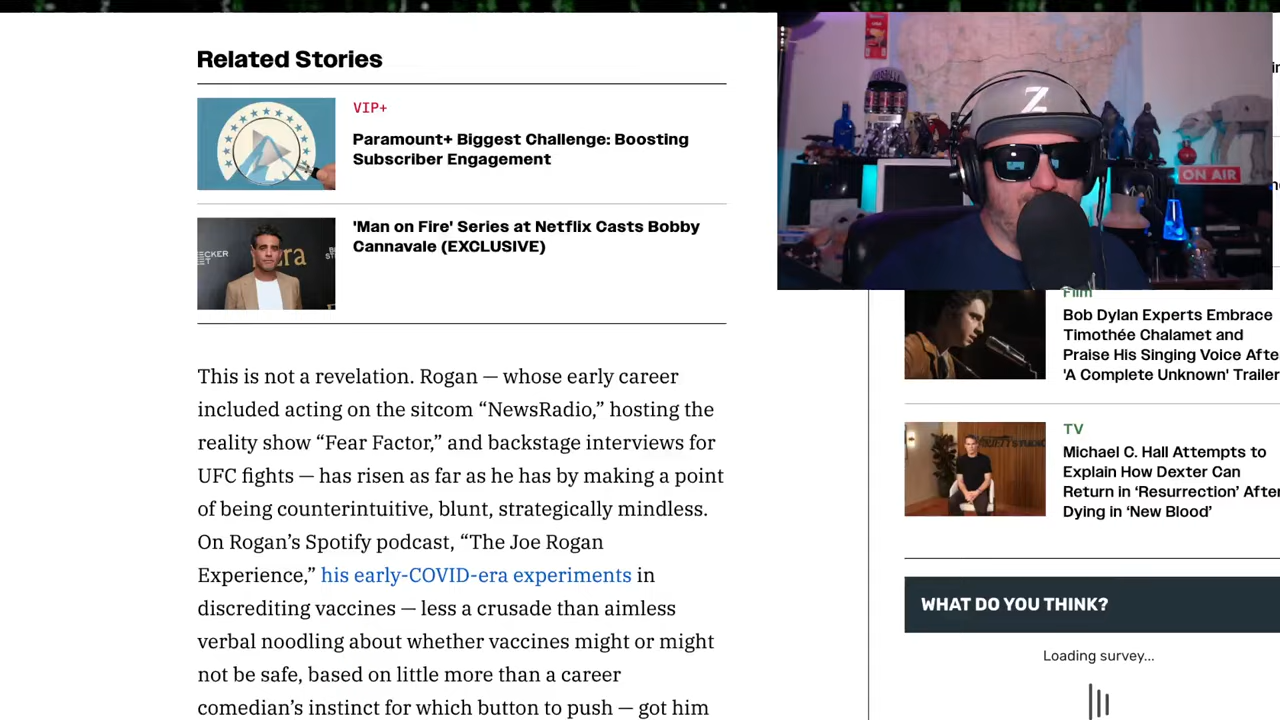 Related Stories
VIP+
Paramount+ Biggest Challenge: Boosting
Subscriber Engagement
'Man on Fire' Series at Netflix Casts Bobby
Cannavale (EXCLUSIVE)
This is not a revelation. Rogan — whose early career
included acting on the sitcom “NewsRadio,” hosting the
reality show “Fear Factor,” and backstage interviews for
UFC fights — has risen as far as he has by making a point
of being counterintuitive, blunt, strategically mindless.
On Rogan’s Spotify podcast, “The Joe Rogan
Experience,” his early-COVID-era experiments in
discrediting vaccines — less a crusade than aimless
verbal noodling about whether vaccines might or might
not be safe, based on little more than a career
comedian’s instinct for which button to push — got him
Z
ON AIR
Film
Bob Dylan Experts Embrace
Timothée Chalamet and
Praise His Singing Voice Afte
'A Complete Unknown' Trailer
TV
Michael C. Hall Attempts to
Explain How Dexter Can
Return in ‘Resurrection’ After
Dying in ‘New Blood’
WHAT DO YOU THINK?
Loading survey...